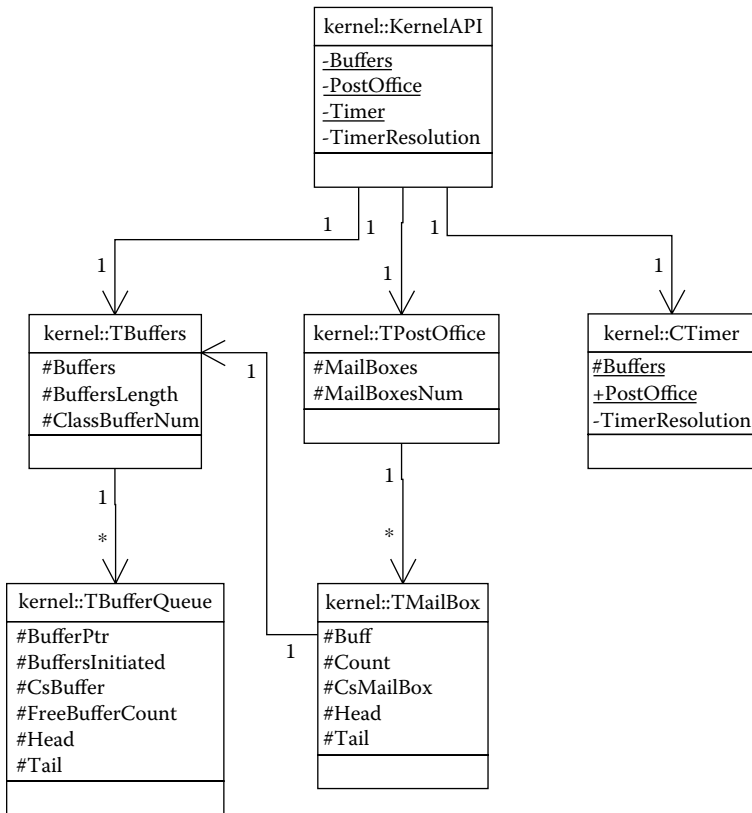 kernel::KernelAPI
-Buffers
-PostOffice
-Timer
-TimerResolution
1
1
1
1
1
1
kernel::TBuffers
#Buffers
#BuffersLength
#ClassBufferNum
kernel::TPostOffice
#MailBoxes
#MailBoxesNum
kernel::CTimer
#Buffers
+PostOffice
-TimerResolution
1
1
1
*
*
kernel::TBufferQueue
#BufferPtr
#BuffersInitiated
#CsBuffer
#FreeBufferCount
#Head
#Tail
1
kernel::TMailBox
#Buff
#Count
#CsMailBox
#Head
#Tail